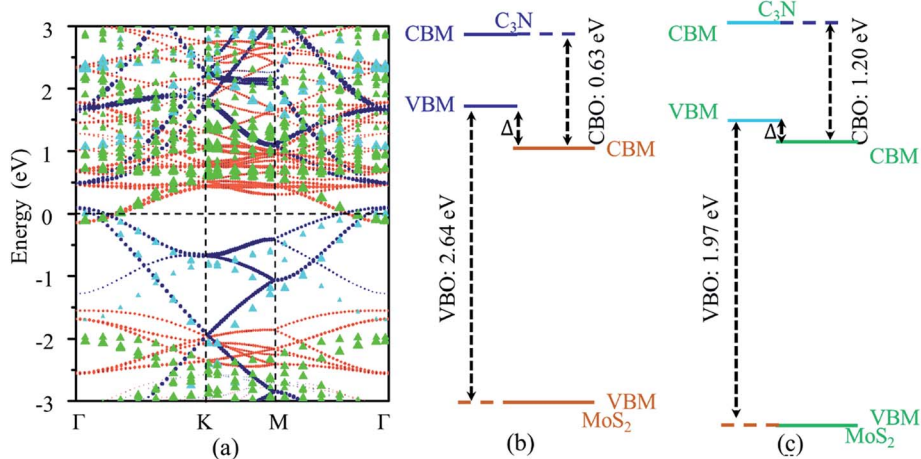 3
2
1
0
-1
-2
-3
Energy (eV)
Γ
K
M
Γ
(a)
CBM
VBM
Δ
CBO: 0.63 eV
CBM
VBO: 2.64 eV
VBM
MoS₂
(b)
C₃N
CBM
VBM
Δ
CBO: 1.20 eV
CBM
VBO: 1.97 eV
VBM
MoS₂
(c)